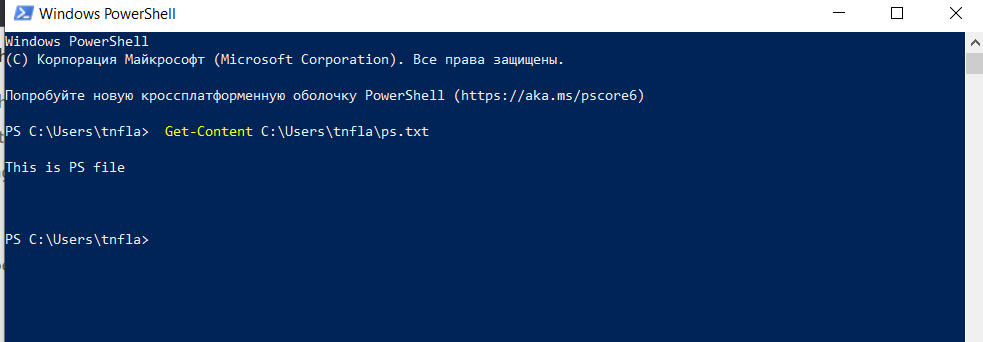 Windows PowerShell
Windows PowerShell
(C) Корпорация Майкрософт (Microsoft Corporation). Все права защищены.
Попробуйте новую кроссплатформенную оболочку PowerShell (https://aka.ms/pscore6)
PS C:\Users\tnfla>  Get-Content C:\Users\tnfla\ps.txt
This is PS file
PS C:\Users\tnfla>